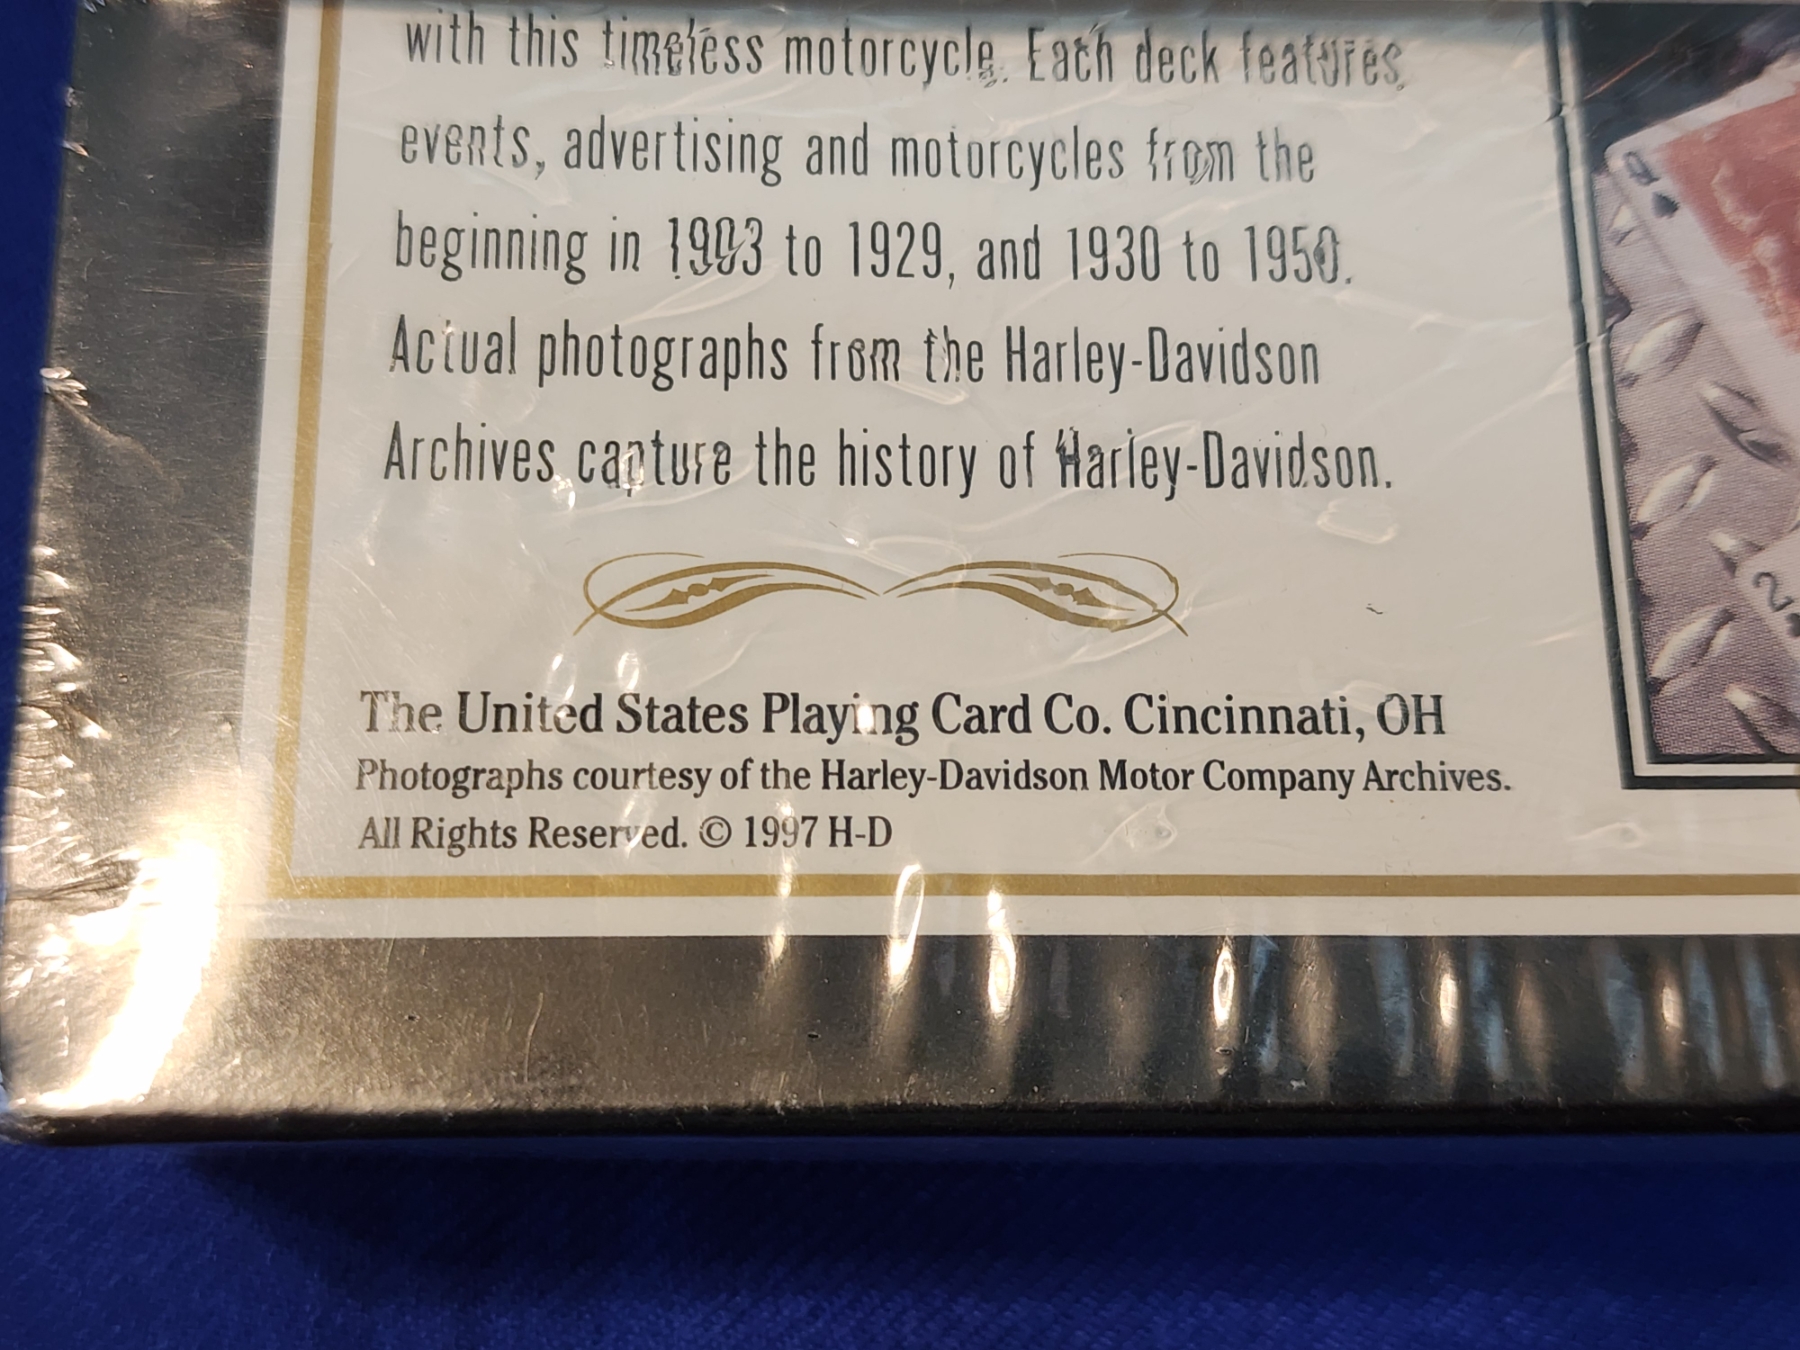 with this timeless motorcycle. Each deck features
events, advertising and motorcycles from the
beginning in 1903 to 1929, and 1930 to 1950.
Actual photographs from the Harley-Davidson
Archives capture the history of Harley-Davidson.
The United States Playing Card Co. Cincinnati, OH
Photographs courtesy of the Harley-Davidson Motor Company Archives.
All Rights Reserved. © 1997 H-D
Q
2